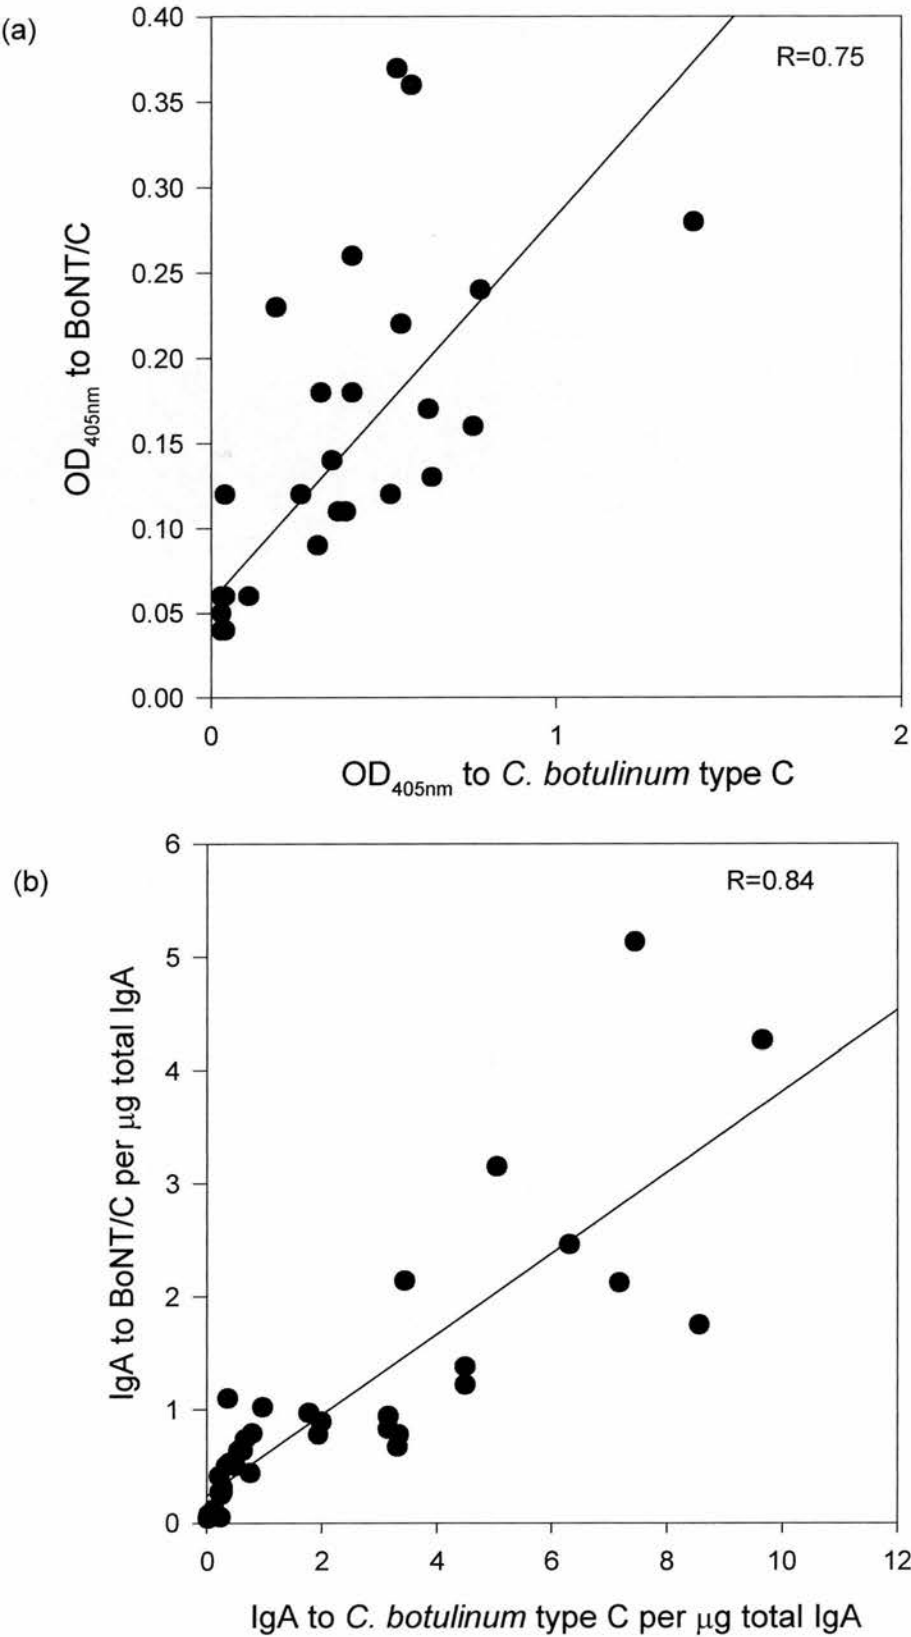 (a)
R=0.75
0.40
0.35
0.30
0.25
0.20
0.15
0.10
0.05
0.00
OD405nm to BoNT/C
0 1 2
OD405nm to C. botulinum type C
(b)
R=0.84
6
5
4
3
2
1
0
IgA to BoNT/C per μg total IgA
0 2 4 6 8 10 12
IgA to C. botulinum type C per μg total IgA